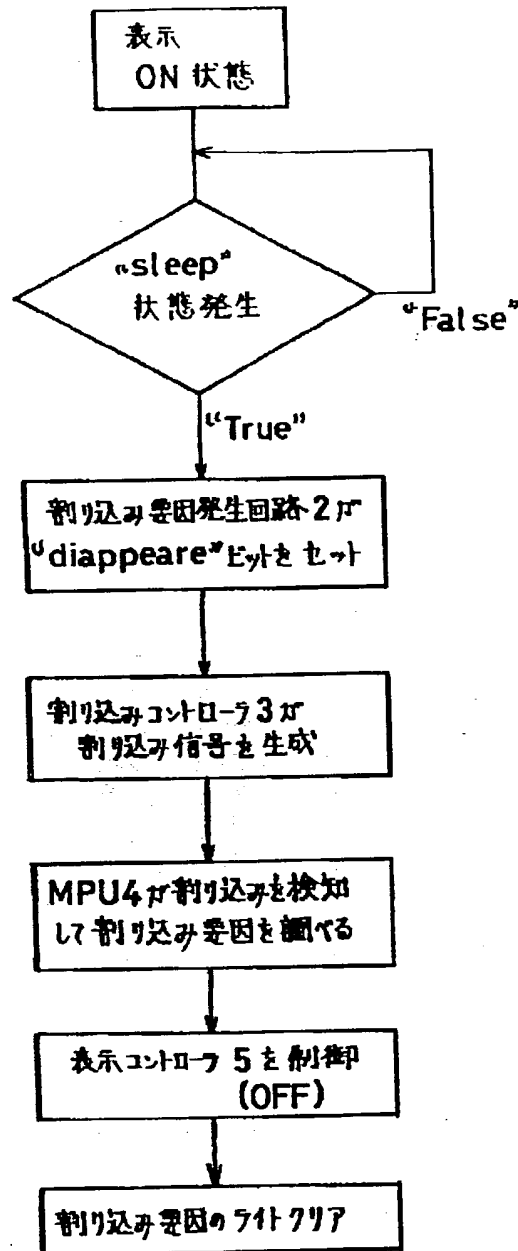 表示
ON 状態
“sleep”
状態発生
“False”
“True”
割り込み要因発生回路2が
“diappeare”ビットをセット
割り込みコントローラ3が
割り込み信号を生成
MPU4が割り込みを検知
して割り込み要因を調べる
表示コントローラ 5を制御
(OFF)
割り込み要因のライトクリア